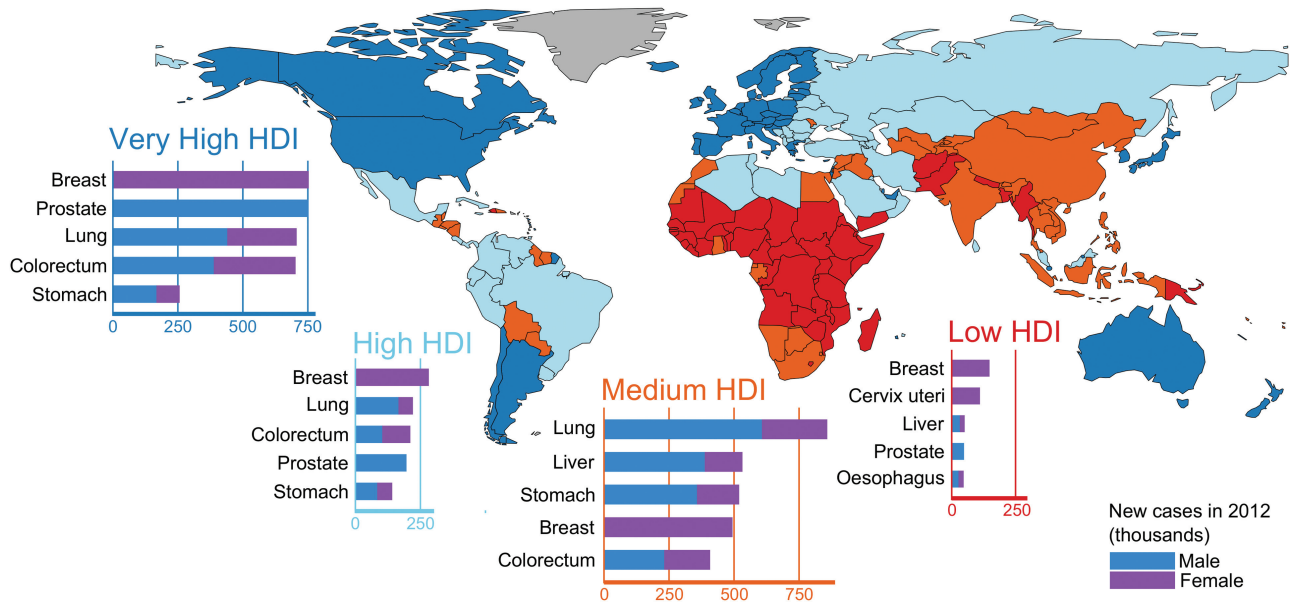 Very High HDI
Breast
Prostate
Lung
Colorectum
Stomach
0 250 500 750
High HDI
Breast
Lung
Colorectum
Prostate
Stomach
0 250
Medium HDI
Lung
Liver
Stomach
Breast
Colorectum
0 250 500 750
Low HDI
Breast
Cervix uteri
Liver
Prostate
Oesophagus
0 250
New cases in 2012
(thousands)
Male
Female